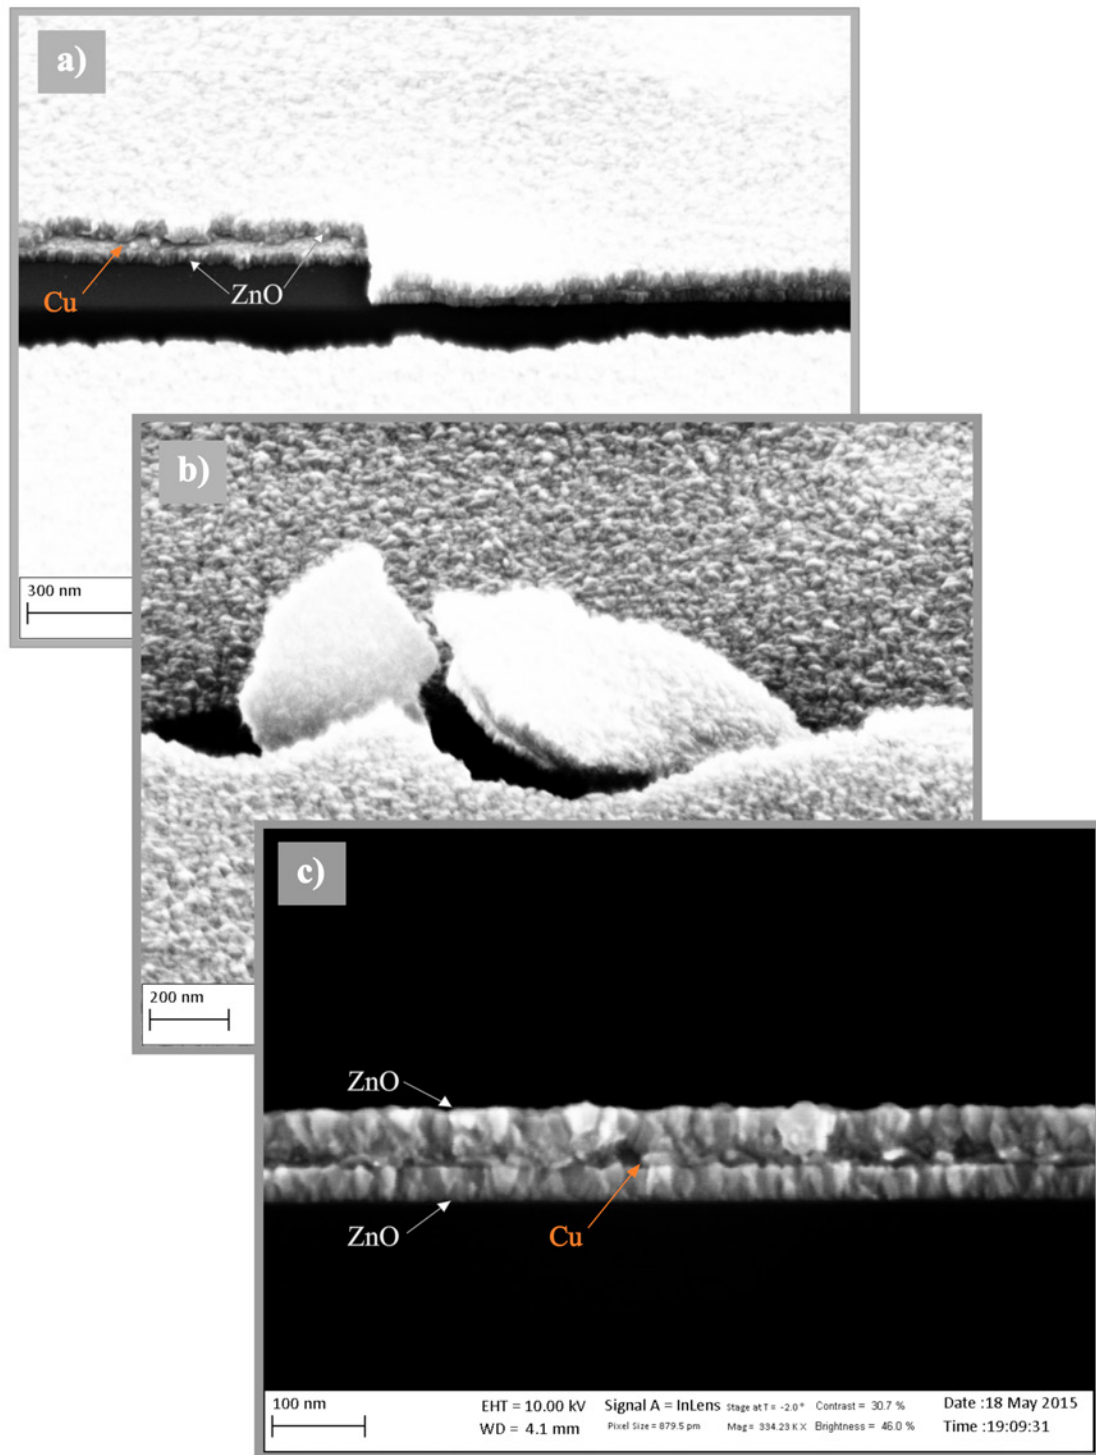 a)
Cu
ZnO
300 nm
b)
200 nm
c)
ZnO
ZnO
Cu
100 nm
EHT = 10.00 kV
WD = 4.1 mm
Signal A = InLens
Pixel Size = 879.5 pm
Stage at T = -2.0°
Mag = 334.23 K X
Contrast = 30.7 %
Brightness = 46.0 %
Date :18 May 2015
Time :19:09:31